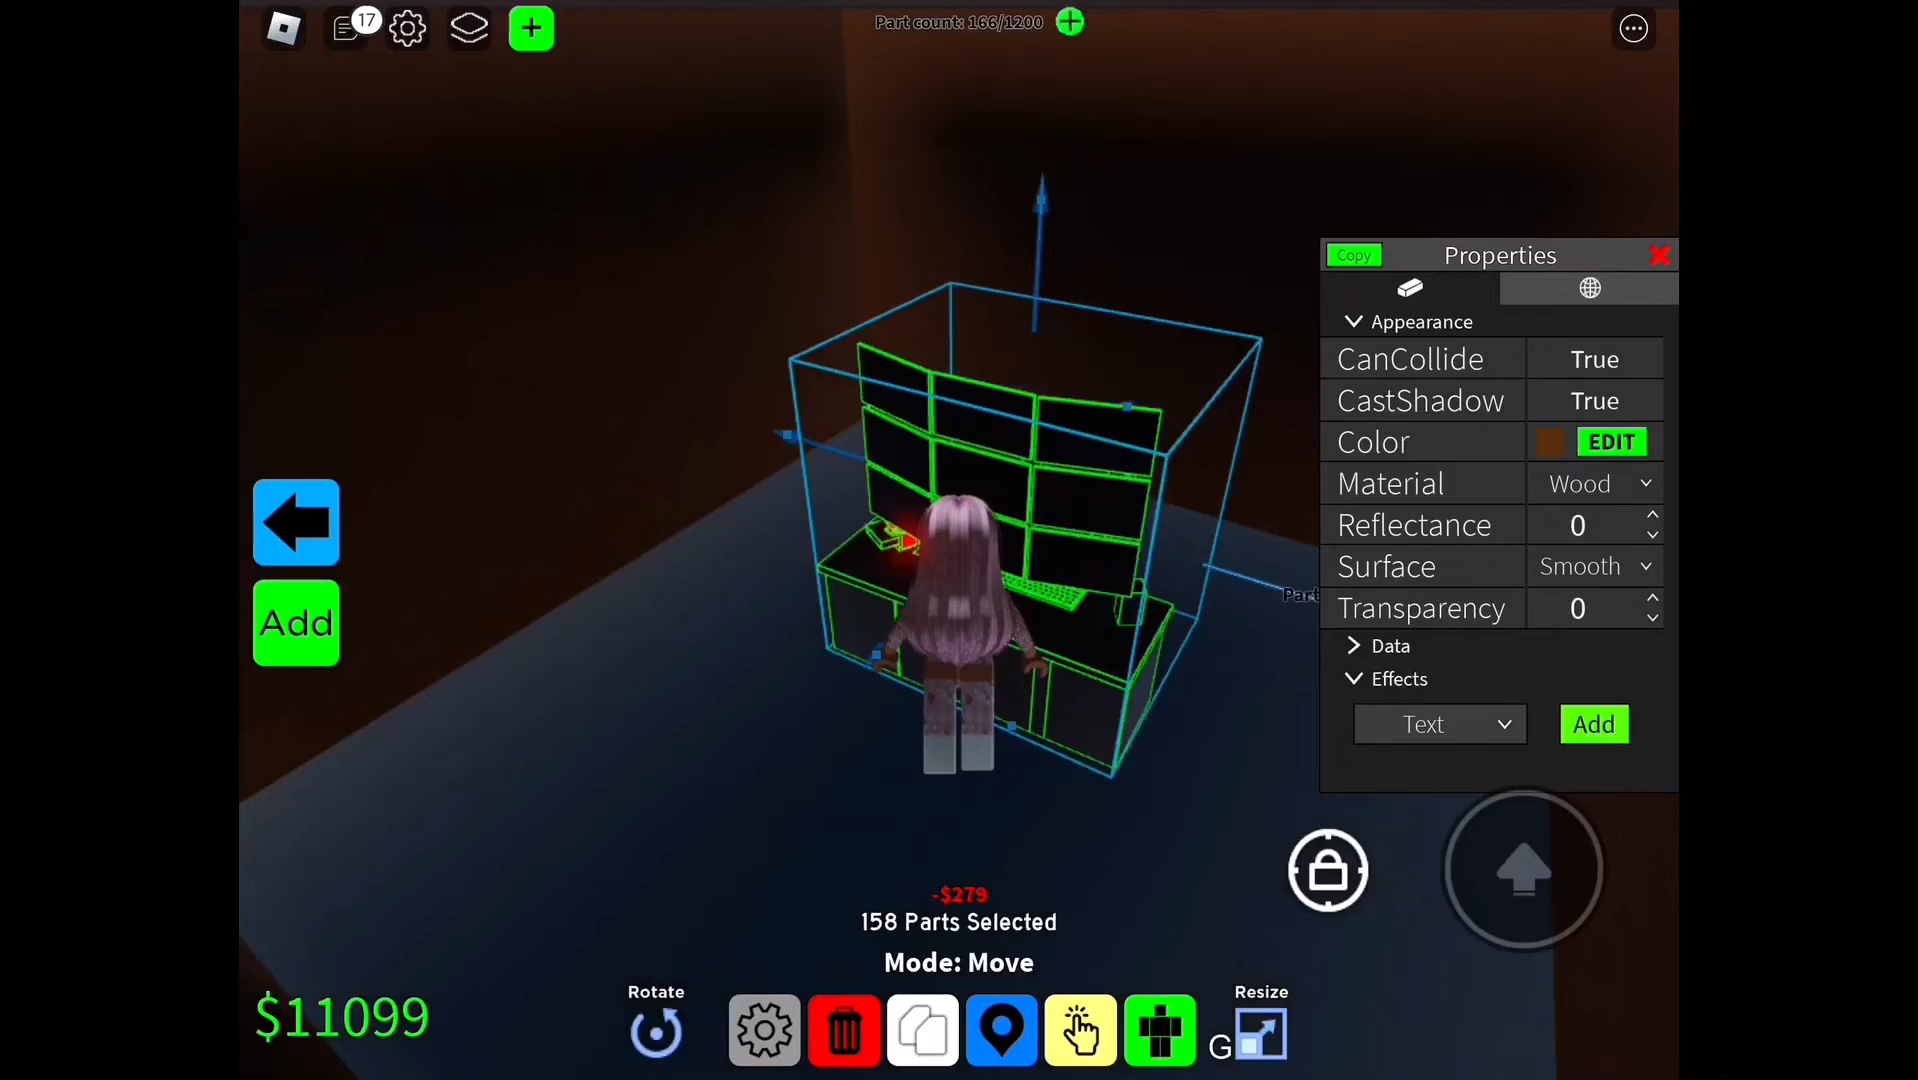 17
+
Part count: 166/1200 +
Copy
Properties
Appearance
CanCollide True
CastShadow True
Color EDIT
Material Wood
Reflectance 0
Surface Smooth
Transparency 0
Data
Effects
Text Add
Part
Add
-$279
158 Parts Selected
Mode: Move
$11099
Rotate
Resize
G